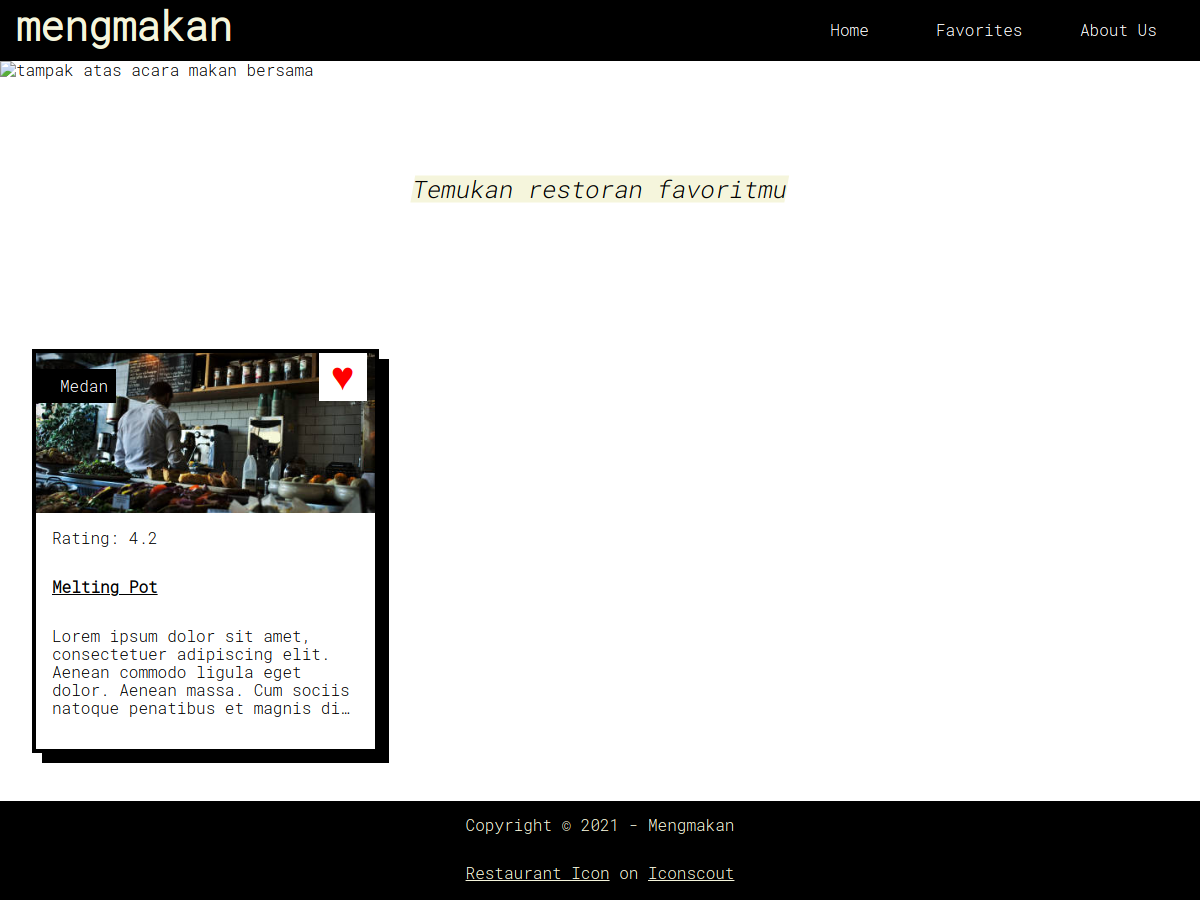 mengmakan
Home Favorites About Us
tampak atas acara makan bersama
Temukan restoran favoritmu
Medan
♥
Rating: 4.2
Melting Pot
Lorem ipsum dolor sit amet,
consectetuer adipiscing elit.
Aenean commodo ligula eget
dolor. Aenean massa. Cum sociis
natoque penatibus et magnis di…
Copyright © 2021 - Mengmakan
Restaurant Icon on Iconscout